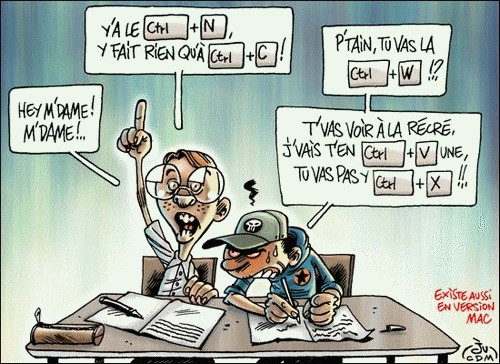 HEY M'DAME!
M'DAME!..
Y'A LE Ctrl + N,
Y FAIT RIEN QU'À Ctrl + C !
P'TAIN, TU VAS LA
Ctrl + W !?
T'VAS VOIR À LA RÉCRÉ,
J'VAIS T'EN Ctrl + V UNE,
TU VAS PAS Y Ctrl + X !!
EXISTE AUSSI
EN VERSION
MAC
JU
CDM